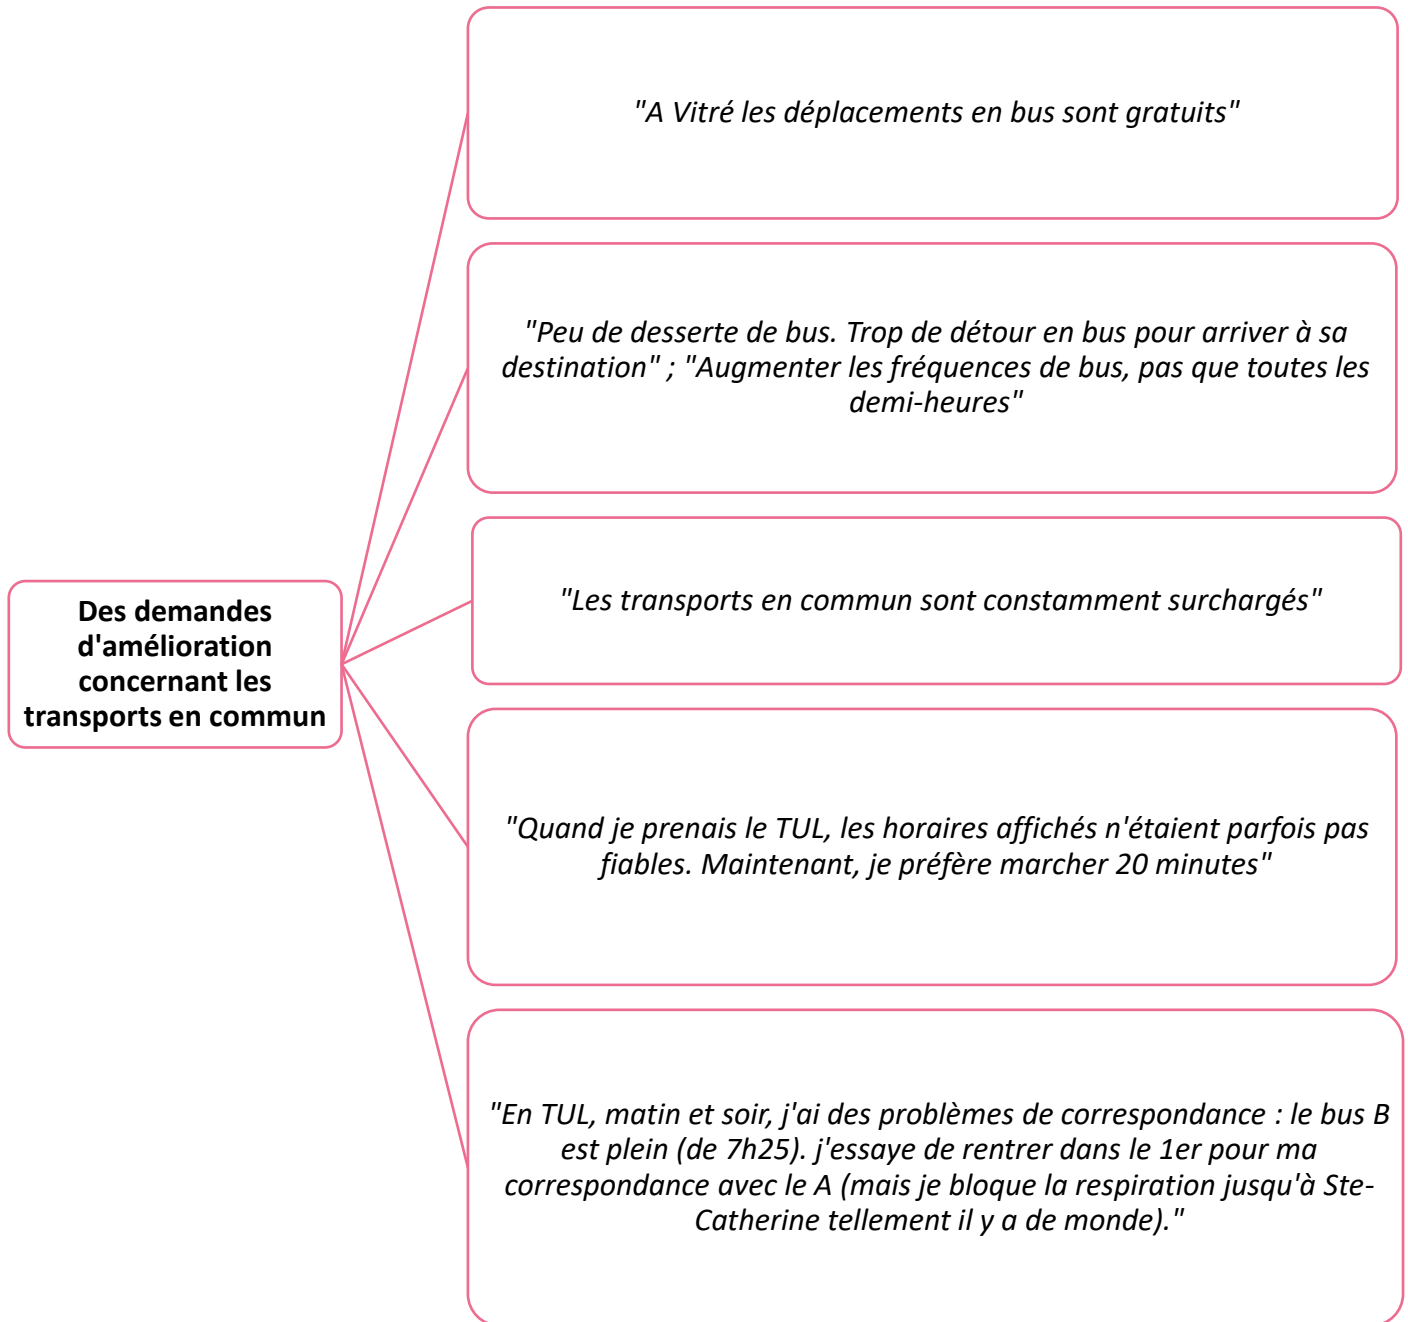 "A Vitré les déplacements en bus sont gratuits"
"Peu de desserte de bus. Trop de détour en bus pour arriver à sa
destination" ; "Augmenter les fréquences de bus, pas que toutes les
demi-heures"
"Les transports en commun sont constamment surchargés"
Des demandes
d'amélioration
concernant les
transports en commun
"Quand je prenais le TUL, les horaires affichés n'étaient parfois pas
fiables. Maintenant, je préfère marcher 20 minutes"
"En TUL, matin et soir, j'ai des problèmes de correspondance : le bus B
est plein (de 7h25). j'essaye de rentrer dans le 1er pour ma
correspondance avec le A (mais je bloque la respiration jusqu'à Ste-
Catherine tellement il y a de monde)."